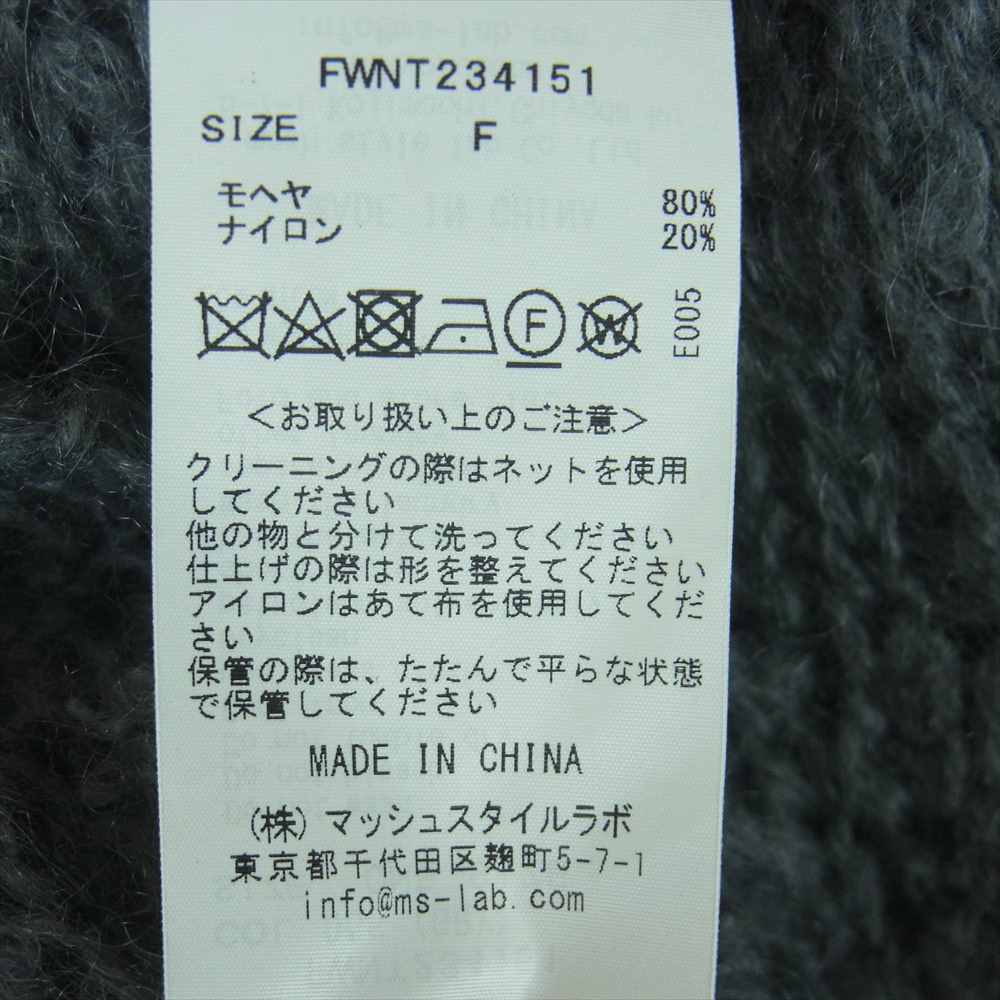 FWNT234151
SIZE F
モヘヤ 80%
ナイロン 20%
F
W
E005
＜お取り扱い上のご注意＞
クリーニングの際はネットを使用
してください
他の物と分けて洗ってください
仕上げの際は形を整えてください
アイロンはあて布を使用してくだ
さい
保管の際は、たたんで平らな状態
で保管してください
MADE IN CHINA
(株)マッシュスタイルラボ
東京都千代田区麹町5-7-1
info@ms-lab.com